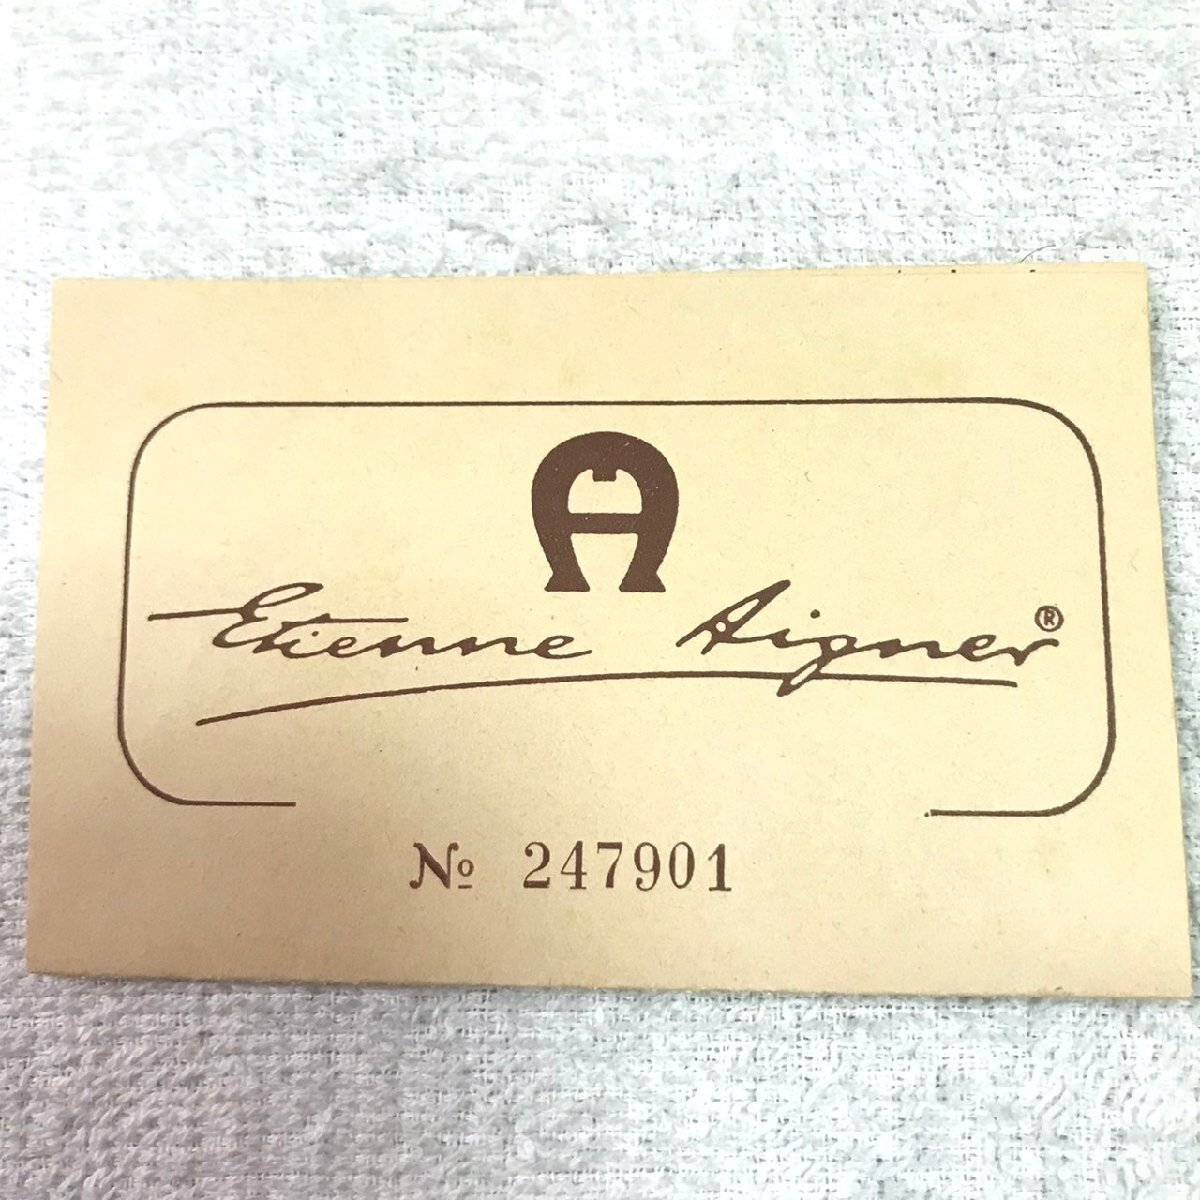 A
Etienne Aigner®
№ 247901